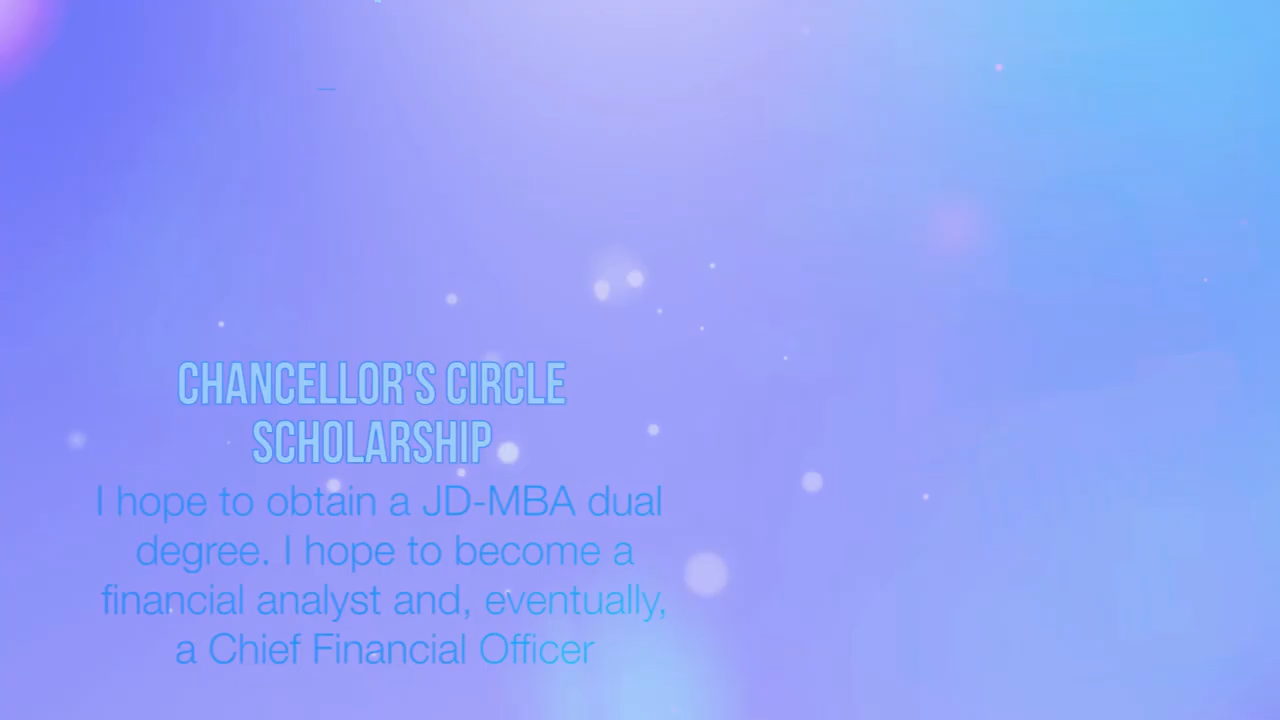 CHANCELLOR'S CIRCLE
SCHOLARSHIP
I hope to obtain a JD-MBA dual
degree. I hope to become a
financial analyst and, eventually,
a Chief Financial Officer